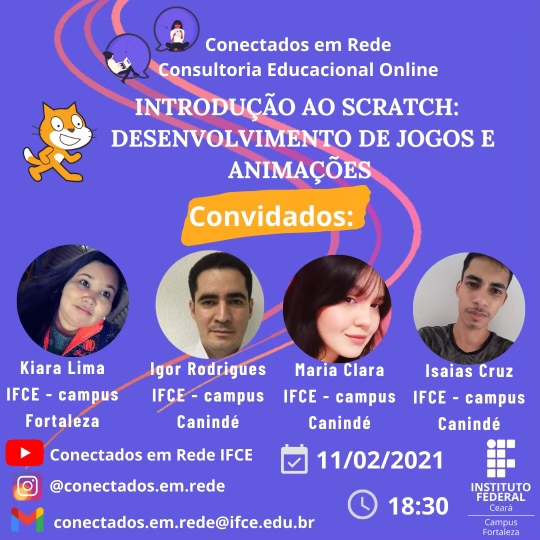 Conectados em Rede
Consultoria Educacional Online
INTRODUÇÃO AO SCRATCH:
DESENVOLVIMENTO DE JOGOS E
ANIMAÇÕES
Convidados:
Kiara Lima
IFCE - campus
Fortaleza
Igor Rodrigues
IFCE - campus
Canindé
Maria Clara
IFCE - campus
Canindé
Isaias Cruz
IFCE - campus
Canindé
Conectados em Rede IFCE
@conectados.em.rede
conectados.em.rede@ifce.edu.br
11/02/2021
18:30
INSTITUTO
FEDERAL
Ceará
Campus
Fortaleza